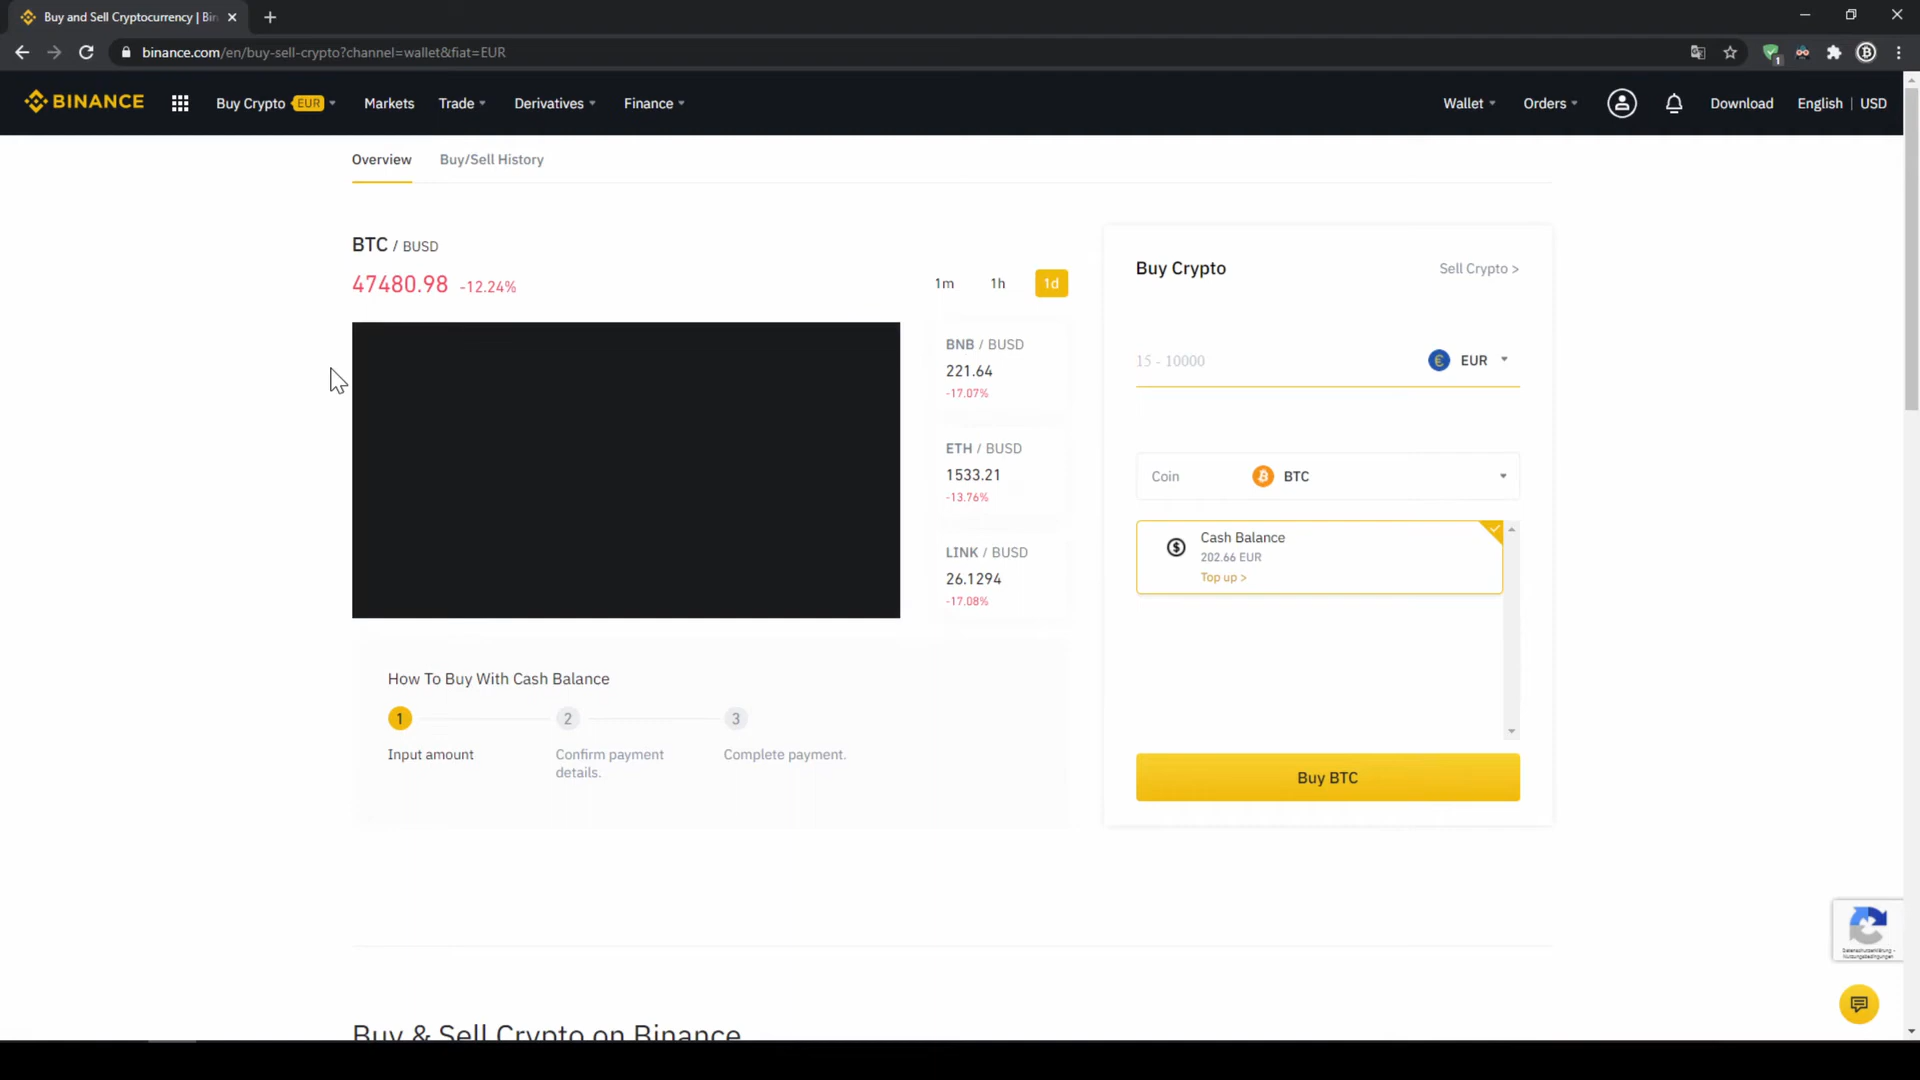 Buy and Sell Cryptocurrency | Bin
binance.com/en/buy-sell-crypto?channel=wallet&fiat=EUR
1
BINANCE
Buy Crypto EUR
Markets
Trade
Derivatives
Finance
Wallet
Orders
Download
English | USD
Overview
Buy/Sell History
BTC / BUSD
47480.98 -12.24%
1m 1h 1d
BNB / BUSD
221.64
-17.07%
ETH / BUSD
1533.21
-13.76%
LINK / BUSD
26.1294
-17.08%
How To Buy With Cash Balance
1 2 3
Input amount
Confirm payment
details.
Complete payment.
Buy Crypto
Sell Crypto >
15 - 10000
€ EUR
Coin BTC
Cash Balance
202.66 EUR
Top up >
Buy BTC
Datenschutzerklärung -
Nutzungsbedingungen
Buy & Sell Crypto on Binance